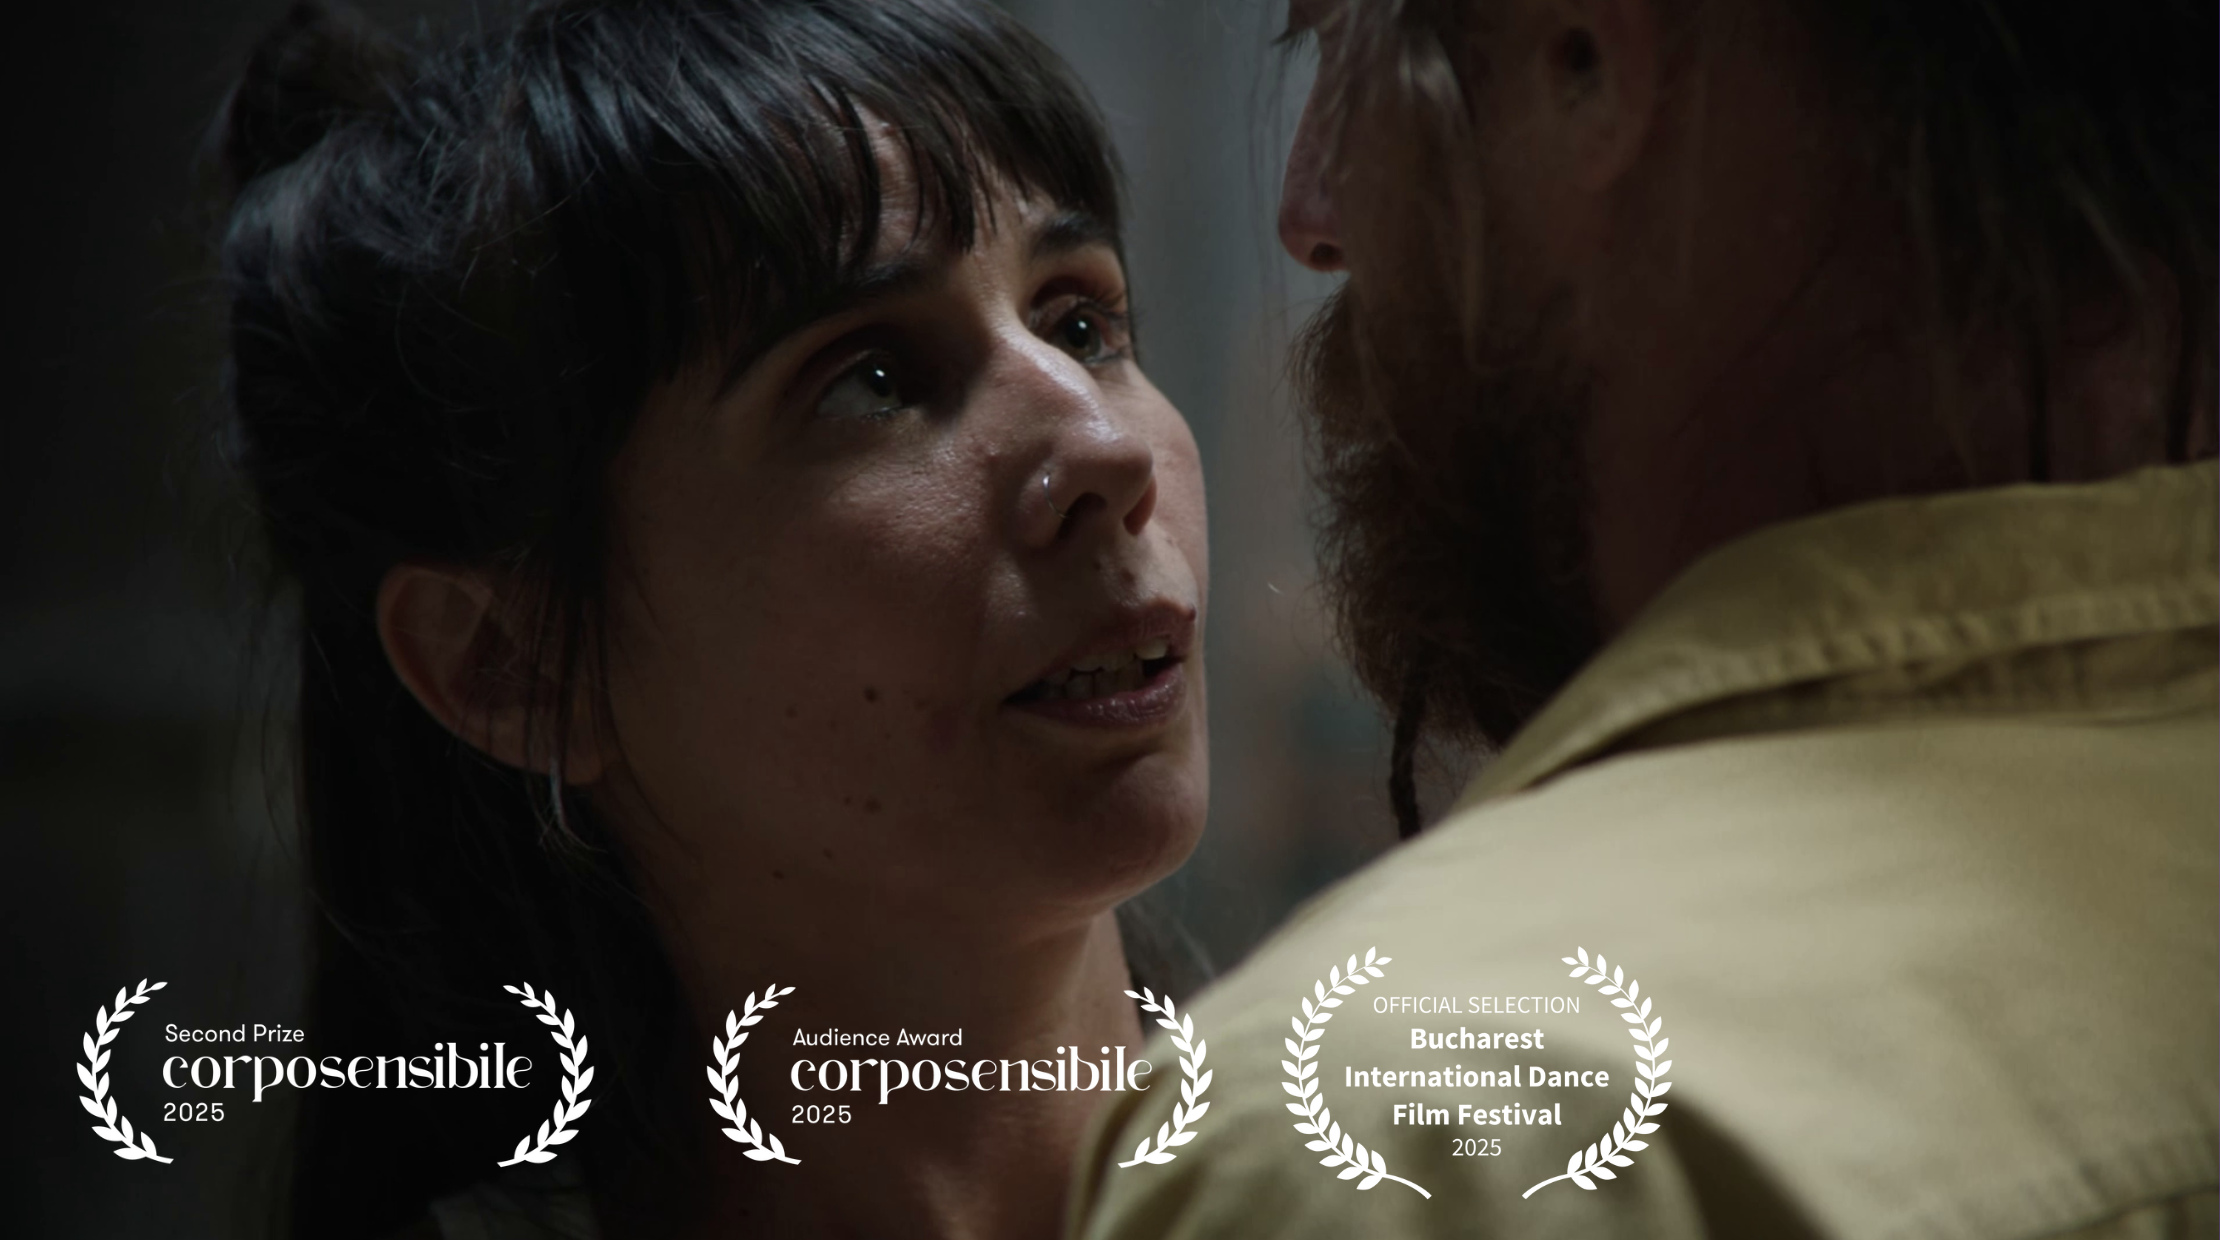 Second Prize
corposensibile
2025
Audience Award
corposensibile
2025
OFFICIAL SELECTION
Bucharest
International Dance
Film Festival
2025